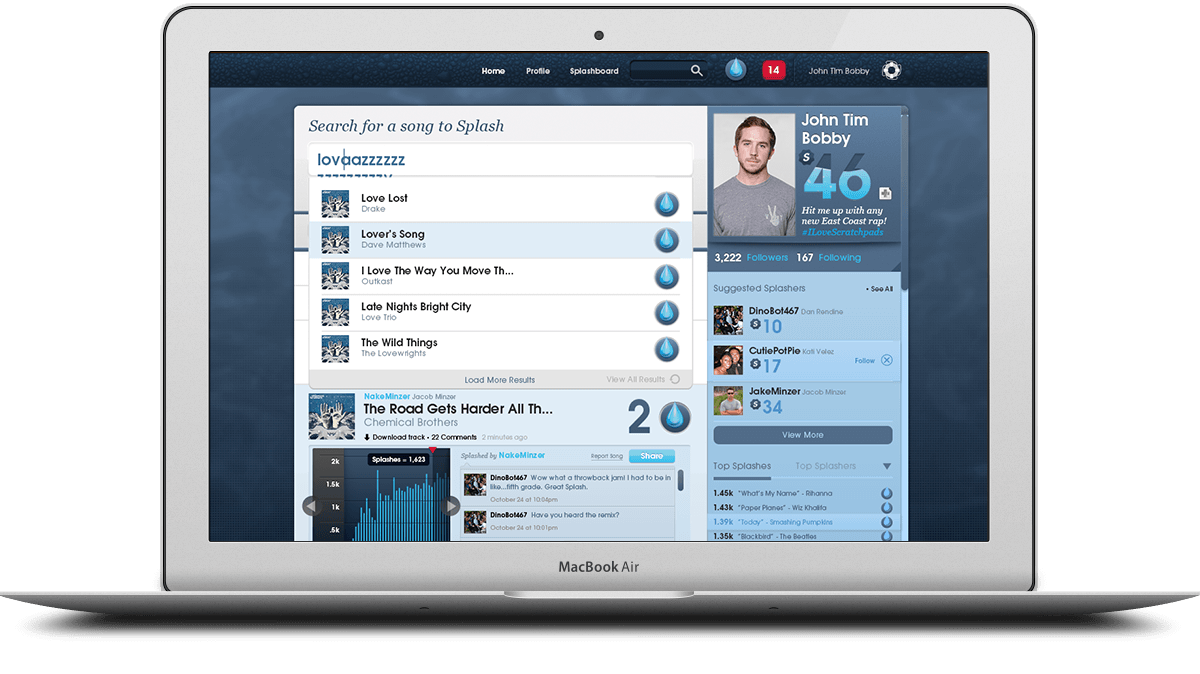 Home Profile Splashboard 14 John Tim Bobby
Search for a song to Splash
Love Lost
Drake
Lover's Song
Dave Matthews
I Love The Way You Move Th...
Outkast
Late Nights Bright City
Love Trio
The Wild Things
The Lovewrights
Load More Results View All Results
NakeMinzer Jacob Minzer
The Road Gets Harder All Th...
Chemical Brothers
2
Download track • 22 Comments 2 minutes ago
2k
1.5k
1k
.5k
Splashes = 1,623
Splashed by NakeMinzer Report Song Share
DinoBot467 Wow what a throwback jam! I had to be in
like...fifth grade. Great Splash.
October 24 at 10:04pm
DinoBot467 Have you heard the remix?
October 24 at 10:01pm
John Tim
Bobby
S
46
Hit me up with any
new East Coast rap!
#ILoveScratchpads
3,222 Followers 167 Following
Suggested Splashers • See All
DinoBot467 Dan Rendine
S 10
CutiePotPie Kati Velez
S 17
Follow
JakeMinzer Jacob Minzer
S 34
View More
Top Splashes Top Splashers
1.45k "What's My Name" - Rihanna
1.43k "Paper Planes" - Wiz Khalifa
1.39k "Today" - Smashing Pumpkins
1.35k "Blackbird" - The Beatles
MacBook Air